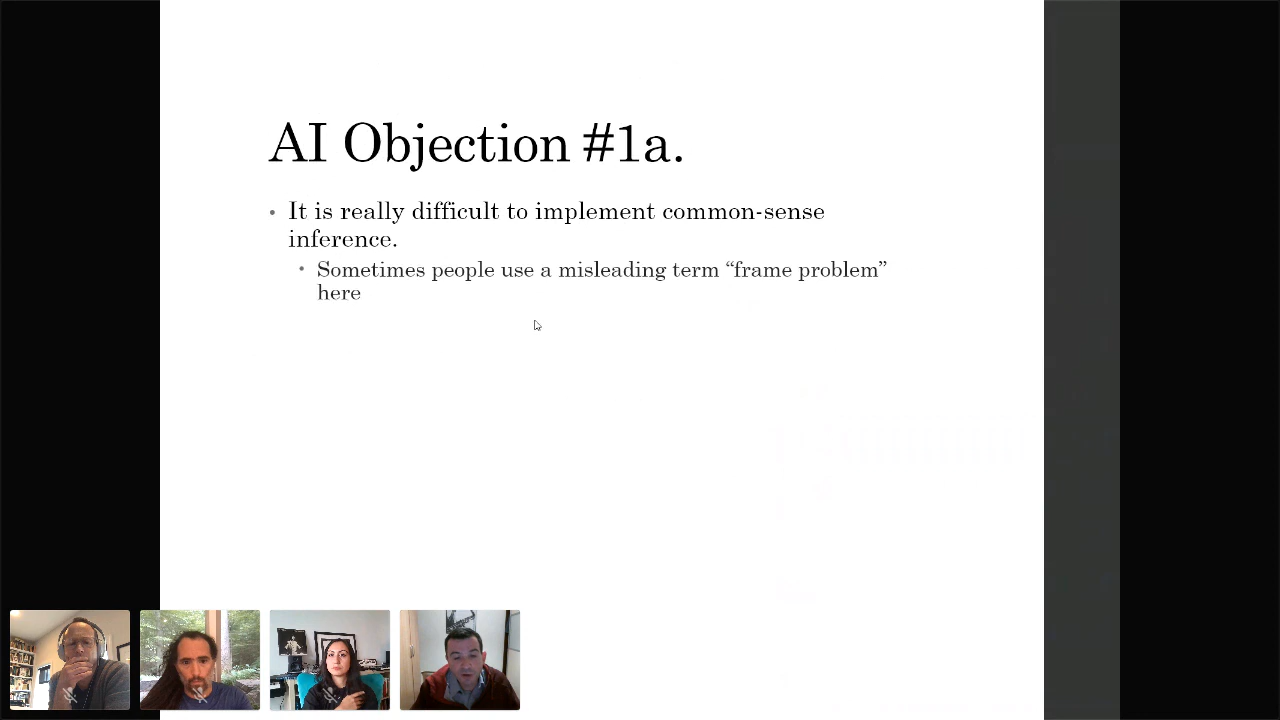 AI Objection #1a.
• It is really difficult to implement common-sense
inference.
• Sometimes people use a misleading term “frame problem”
here